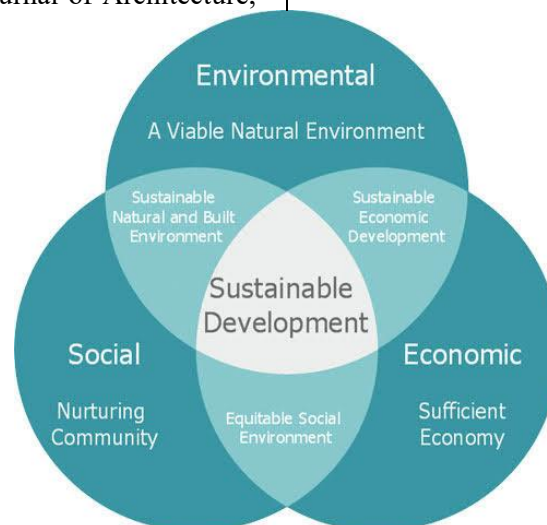 urnal of Architecture,
Environmental
A Viable Natural Environment
Sustainable
Natural and Built
Environment
Sustainable
Economic
Development
Sustainable
Development
Social
Economic
Nurturing
Community
Equitable Social
Environment
Sufficient
Economy